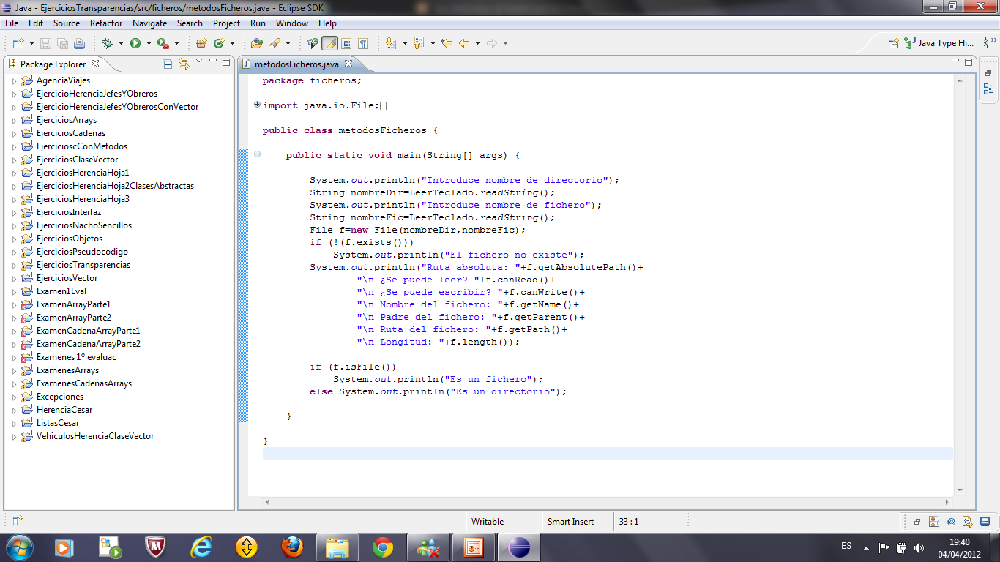 Java - EjerciciosTransparencias/src/ficheros/metodosFicheros.java - Eclipse SDK
File Edit Source Refactor Navigate Search Project Run Window Help
Java Type Hi...
Package Explorer
AgenciaViajes
EjercicioHerenciaJefesYObreros
EjercicioHerenciaJefesYObrerosConVector
EjerciciosArrays
EjerciciosCadenas
EjercicioscConMetodos
EjerciciosClaseVector
EjerciciosHerenciaHoja1
EjerciciosHerenciaHoja2ClasesAbstractas
EjerciciosHerenciaHoja3
EjerciciosInterfaz
EjerciciosNachoSencillos
EjerciciosObjetos
EjerciciosPseudocodigo
EjerciciosTransparencias
EjerciciosVector
Examen1Eval
ExamenArrayParte1
ExamenArrayParte2
ExamenCadenaArrayParte1
ExamenCadenaArrayParte2
Examenes 1º evaluac
ExamenesArrays
ExamenesCadenasArrays
Excepciones
HerenciaCesar
ListasCesar
VehiculosHerenciaClaseVector
metodosFicheros.java
package ficheros;
import java.io.File;
public class metodosFicheros {
public static void main(String[] args) {
System.out.println("Introduce nombre de directorio");
String nombreDir=LeerTeclado.readString();
System.out.println("Introduce nombre de fichero");
String nombreFic=LeerTeclado.readString();
File f=new File(nombreDir,nombreFic);
if (!(f.exists()))
System.out.println("El fichero no existe");
System.out.println("Ruta absoluta: "+f.getAbsolutePath()+
"\n ¿Se puede leer? "+f.canRead()+
"\n ¿Se puede escribir? "+f.canWrite()+
"\n Nombre del fichero: "+f.getName()+
"\n Padre del fichero: "+f.getParent()+
"\n Ruta del fichero: "+f.getPath()+
"\n Longitud: "+f.length());
if (f.isFile())
System.out.println("Es un fichero");
else System.out.println("Es un directorio");
}
}
Writable Smart Insert 33 : 1
ES
19:40
04/04/2012